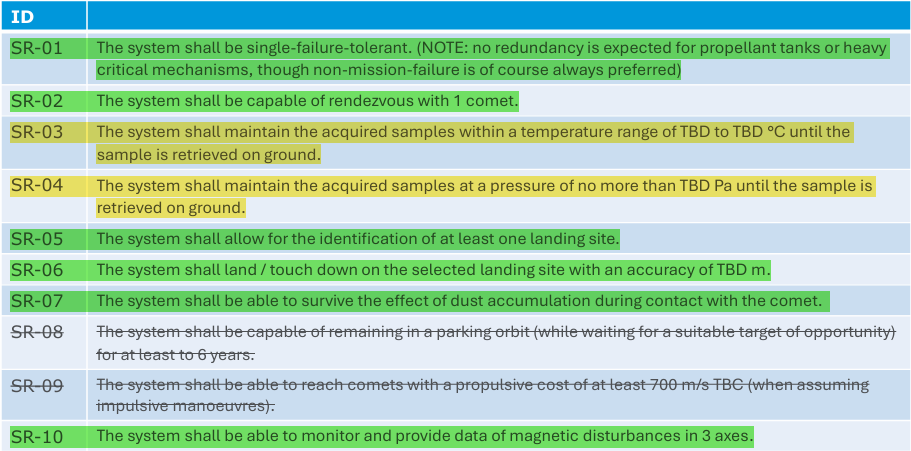 ID
SR-01 The system shall be single-failure-tolerant. (NOTE: no redundancy is expected for propellant tanks or heavy
critical mechanisms, though non-mission-failure is of course always preferred)
SR-02 The system shall be capable of rendezvous with 1 comet.
SR-03 The system shall maintain the acquired samples within a temperature range of TBD to TBD °C until the
sample is retrieved on ground.
SR-04 The system shall maintain the acquired samples at a pressure of no more than TBD Pa until the sample is
retrieved on ground.
SR-05 The system shall allow for the identification of at least one landing site.
SR-06 The system shall land / touch down on the selected landing site with an accuracy of TBD m.
SR-07 The system shall be able to survive the effect of dust accumulation during contact with the comet.
SR-08 The system shall be capable of remaining in a parking orbit (while waiting for a suitable target of opportunity)
for at least to 6 years.
SR-09 The system shall be able to reach comets with a propulsive cost of at least 700 m/s TBC (when assuming
impulsive manoeuvres).
SR-10 The system shall be able to monitor and provide data of magnetic disturbances in 3 axes.